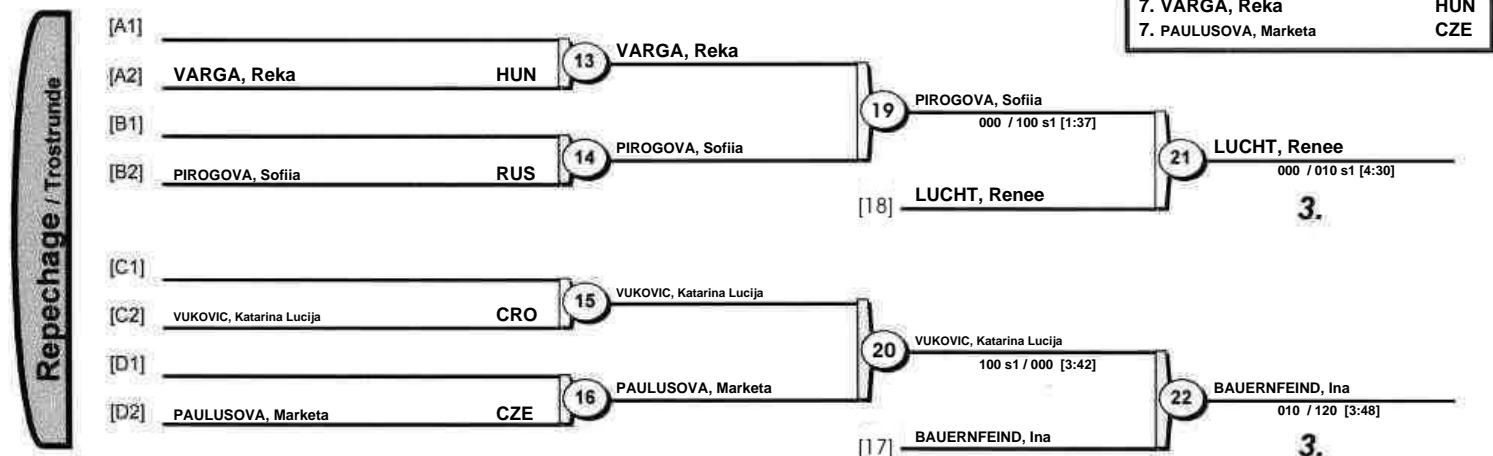 7. VARGA, Reka HUN
7. PAULUSOVA, Marketa CZE
Repechage / Trostrunde
[A1]
[A2] VARGA, Reka HUN
13 VARGA, Reka
[B1]
[B2] PIROGOVA, Sofiia RUS
14 PIROGOVA, Sofiia
19 PIROGOVA, Sofiia
000 / 100 s1 [1:37]
[18] LUCHT, Renee
21 LUCHT, Renee
000 / 010 s1 [4:30]
3.
[C1]
[C2] VUKOVIC, Katarina Lucija CRO
15 VUKOVIC, Katarina Lucija
[D1]
[D2] PAULUSOVA, Marketa CZE
16 PAULUSOVA, Marketa
20 VUKOVIC, Katarina Lucija
100 s1 / 000 [3:42]
[17] BAUERNFEIND, Ina
22 BAUERNFEIND, Ina
010 / 120 [3:48]
3.